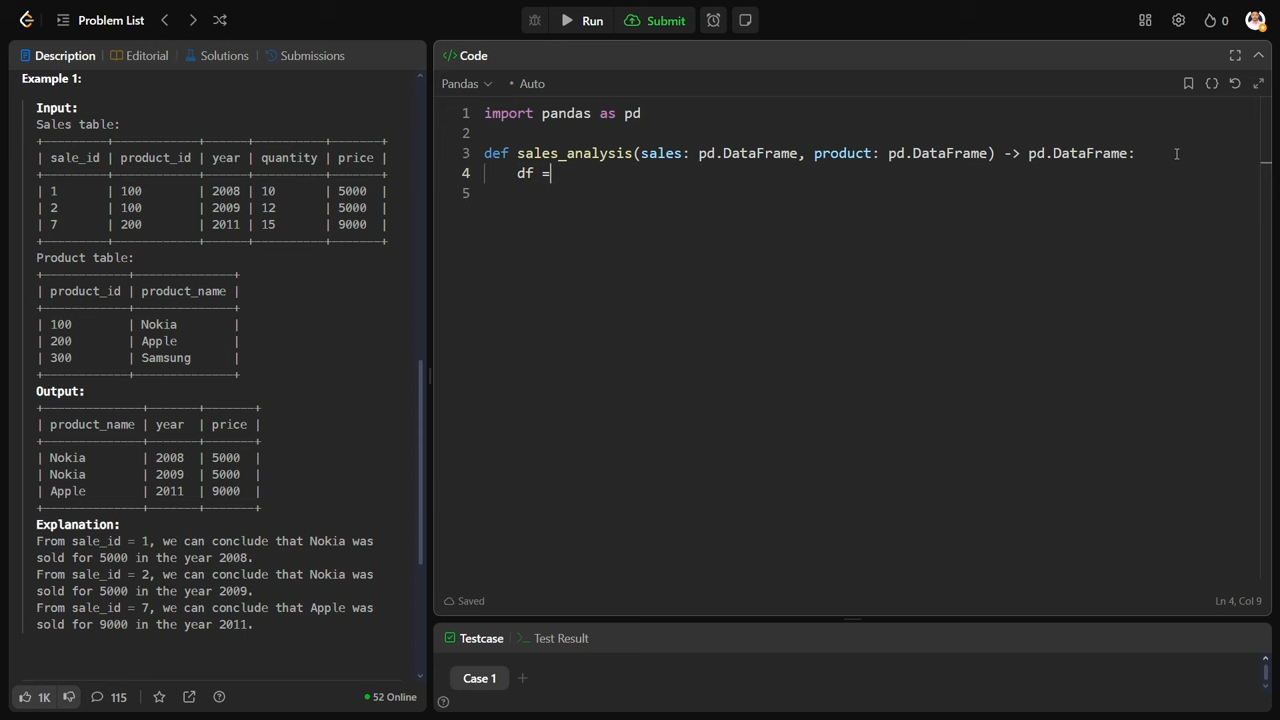 Problem List
Run
Submit
0
Description
Editorial
Solutions
Submissions
Example 1:
Input:
Sales table:
+---------+------------+------+----------+-------+
| sale_id | product_id | year | quantity | price |
+---------+------------+------+----------+-------+
| 1       | 100        | 2008 | 10       | 5000  |
| 2       | 100        | 2009 | 12       | 5000  |
| 7       | 200        | 2011 | 15       | 9000  |
+---------+------------+------+----------+-------+
Product table:
+------------+--------------+
| product_id | product_name |
+------------+--------------+
| 100        | Nokia        |
| 200        | Apple        |
| 300        | Samsung      |
+------------+--------------+
Output:
+--------------+-------+-------+
| product_name | year  | price |
+--------------+-------+-------+
| Nokia        | 2008  | 5000  |
| Nokia        | 2009  | 5000  |
| Apple        | 2011  | 9000  |
+--------------+-------+-------+
Explanation:
From sale_id = 1, we can conclude that Nokia was
sold for 5000 in the year 2008.
From sale_id = 2, we can conclude that Nokia was
sold for 5000 in the year 2009.
From sale_id = 7, we can conclude that Apple was
sold for 9000 in the year 2011.
1K
115
52 Online
</> Code
Pandas
• Auto
1 import pandas as pd
2
3 def sales_analysis(sales: pd.DataFrame, product: pd.DataFrame) -> pd.DataFrame:
4     df =
5
Saved
Ln 4, Col 9
Testcase
>_ Test Result
Case 1
+